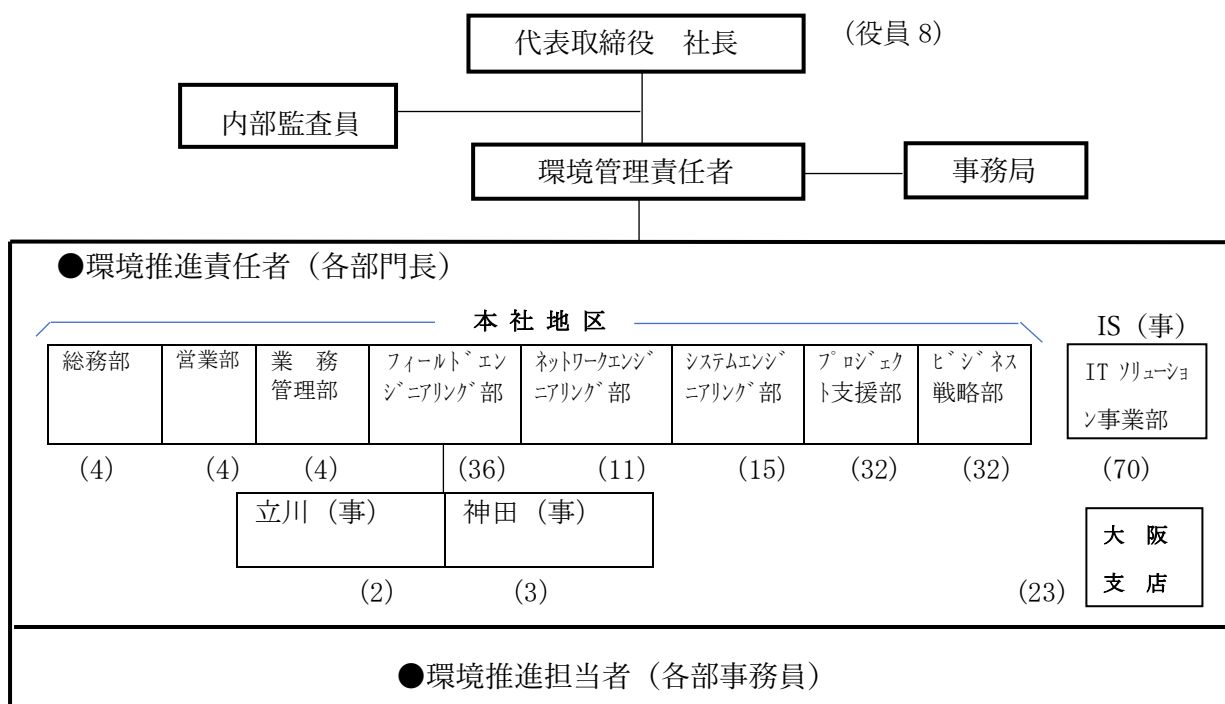 代表取締役　社長
（役員 8）
内部監査員
環境管理責任者
事務局
●環境推進責任者（各部門長）
本 社 地 区
IS（事）
総務部
営業部
業　務
管理部
ﾌｨｰﾙﾄﾞｴﾝ
ｼﾞﾆｱﾘﾝｸﾞ部
ﾈｯﾄﾜｰｸｴﾝｼﾞ
ﾆｱﾘﾝｸﾞ部
ｼｽﾃﾑｴﾝｼﾞ
ﾆｱﾘﾝｸﾞ部
ﾌﾟﾛｼﾞｪｸ
ﾄ支援部
ﾋﾞｼﾞﾈｽ
戦略部
IT ｿﾘｭｰｼｮ
ﾝ事業部
(4)
(4)
(4)
(36)
(11)
(15)
(32)
(32)
(70)
立川（事）
神田（事）
大　阪
支　店
(2)
(3)
(23)
●環境推進担当者（各部事務員）